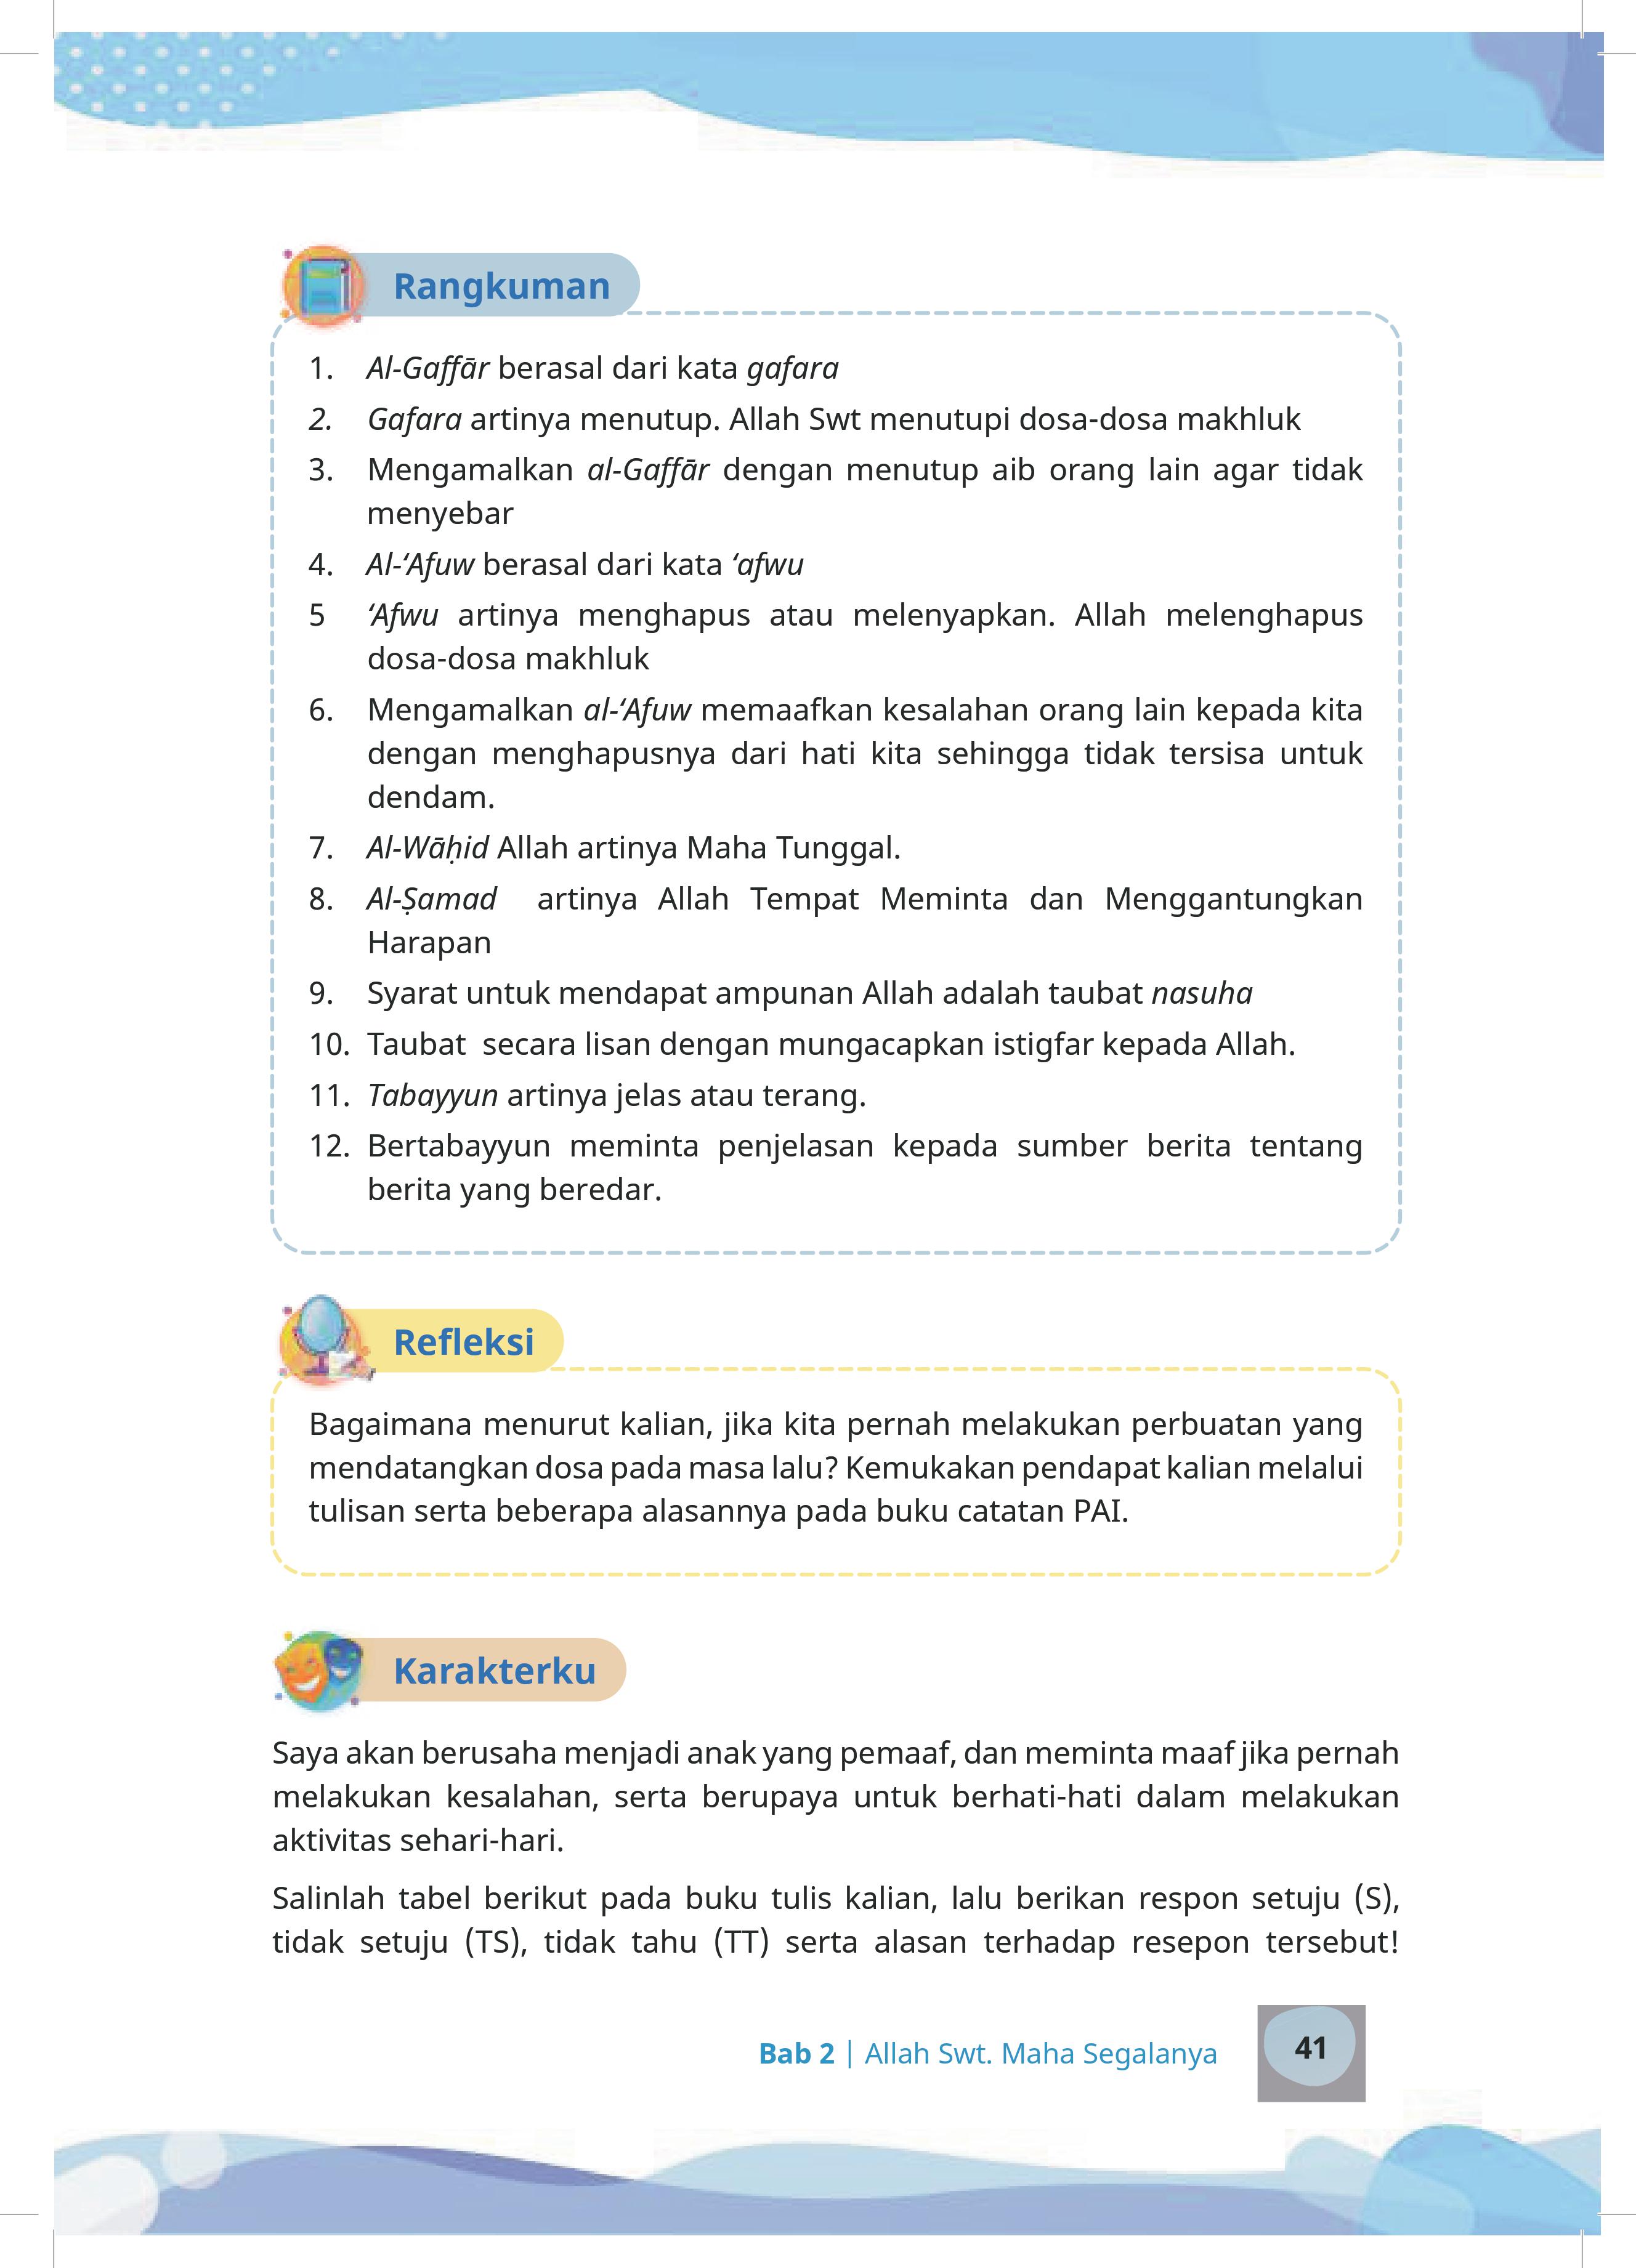 Rangkuman
1. Al-Gaffār berasal dari kata gafara
2. Gafara artinya menutup. Allah Swt menutupi dosa-dosa makhluk
3. Mengamalkan al-Gaffār dengan menutup aib orang lain agar tidak
menyebar
4. Al-‘Afuw berasal dari kata ‘afwu
5 ‘Afwu artinya menghapus atau melenyapkan. Allah melenghapus
dosa-dosa makhluk
6. Mengamalkan al-‘Afuw memaafkan kesalahan orang lain kepada kita
dengan menghapusnya dari hati kita sehingga tidak tersisa untuk
dendam.
7. Al-Wāḥid Allah artinya Maha Tunggal.
8. Al-Ṣamad artinya Allah Tempat Meminta dan Menggantungkan
Harapan
9. Syarat untuk mendapat ampunan Allah adalah taubat nasuha
10. Taubat secara lisan dengan mungacapkan istigfar kepada Allah.
11. Tabayyun artinya jelas atau terang.
12. Bertabayyun meminta penjelasan kepada sumber berita tentang
berita yang beredar.
Refleksi
Bagaimana menurut kalian, jika kita pernah melakukan perbuatan yang
mendatangkan dosa pada masa lalu? Kemukakan pendapat kalian melalui
tulisan serta beberapa alasannya pada buku catatan PAI.
Karakterku
Saya akan berusaha menjadi anak yang pemaaf, dan meminta maaf jika pernah
melakukan kesalahan, serta berupaya untuk berhati-hati dalam melakukan
aktivitas sehari-hari.
Salinlah tabel berikut pada buku tulis kalian, lalu berikan respon setuju (S),
tidak setuju (TS), tidak tahu (TT) serta alasan terhadap resepon tersebut!
Bab 2 | Allah Swt. Maha Segalanya 41